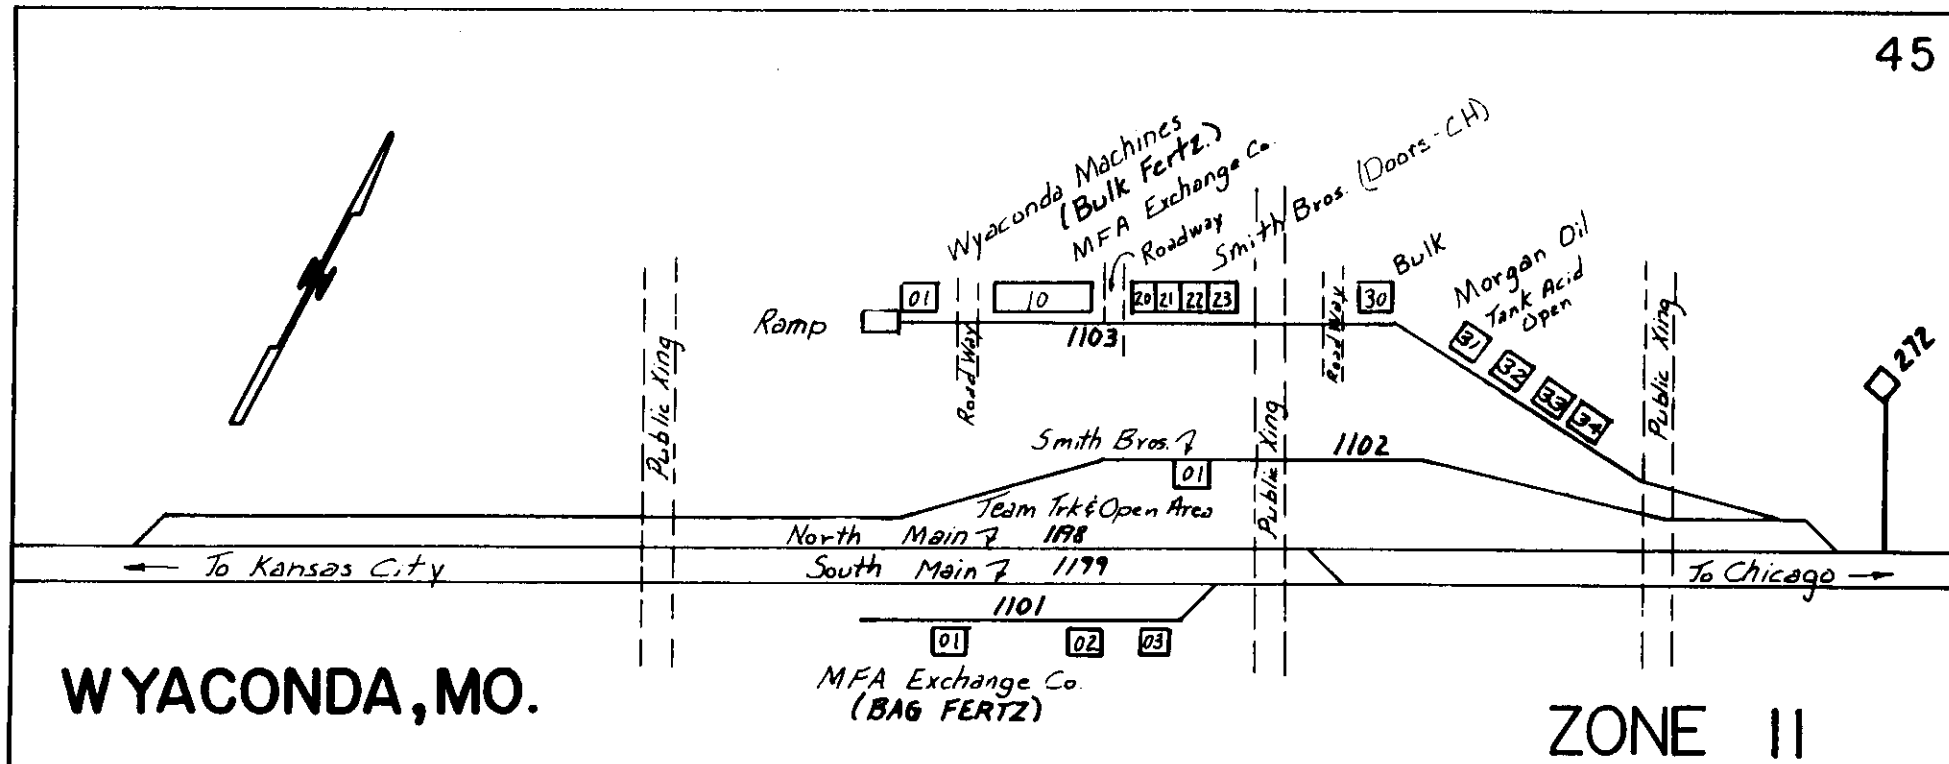 45
Wyaconda Machines
(Bulk Fertz.)
MFA Exchange Co.
Roadway
Smith Bros. (Doors-CH)
Bulk
Morgan Oil
Tank Acid
Open
272
Ramp
01
10
20 21 22 23
30
31
32
33
34
1103
Road Way
Road Way
Public Xing
Public Xing
Public Xing
Smith Bros.
1102
01
Team Trk & Open Area
North Main 1198
To Kansas City
South Main 1199
To Chicago
1101
01
02
03
MFA Exchange Co.
(BAG FERTZ)
WYACONDA, MO.
ZONE 11
N